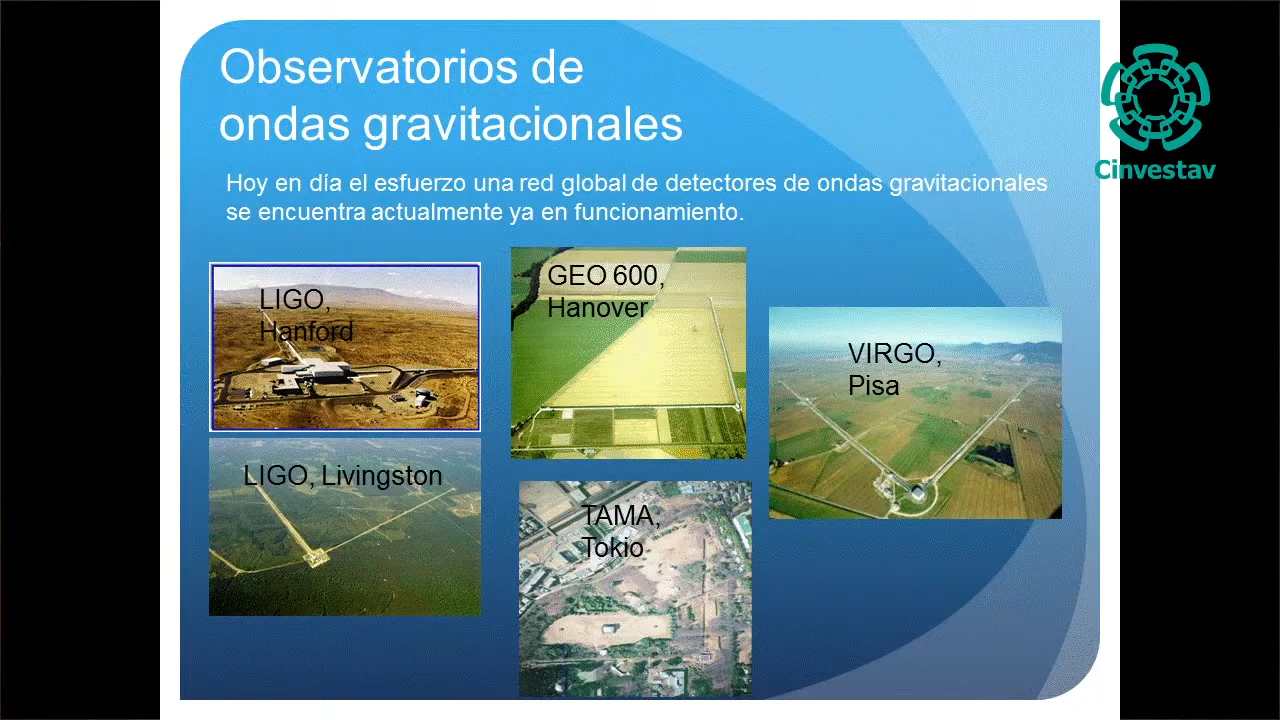 Observatorios de
ondas gravitacionales
Cinvestav
Hoy en día el esfuerzo una red global de detectores de ondas gravitacionales
se encuentra actualmente ya en funcionamiento.
LIGO,
Hanford
GEO 600,
Hanover
VIRGO,
Pisa
LIGO, Livingston
TAMA,
Tokio